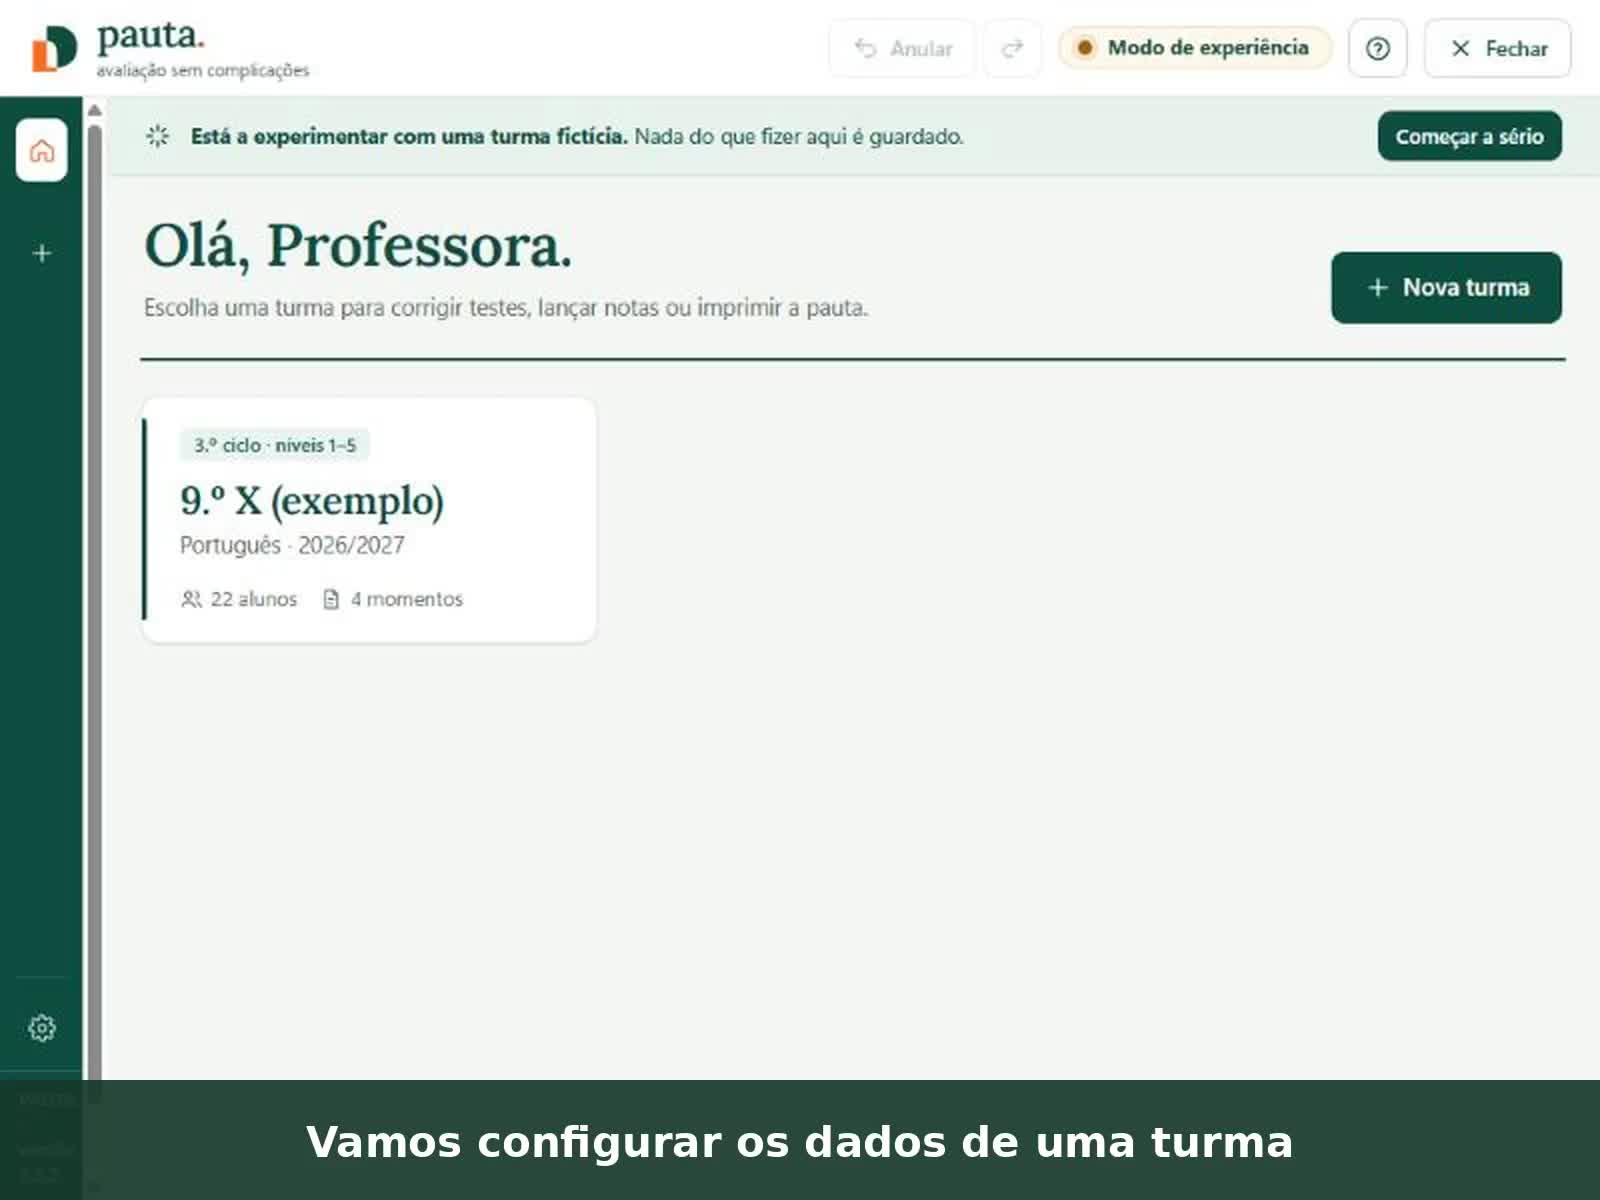 pauta.
avaliação sem complicações
Anular
Modo de experiência
Fechar
Está a experimentar com uma turma fictícia. Nada do que fizer aqui é guardado.
Começar a sério
Olá, Professora.
Escolha uma turma para corrigir testes, lançar notas ou imprimir a pauta.
Nova turma
3.º ciclo · níveis 1–5
9.º X (exemplo)
Português · 2026/2027
22 alunos
4 momentos
PAUTA
versão
Vamos configurar os dados de uma turma